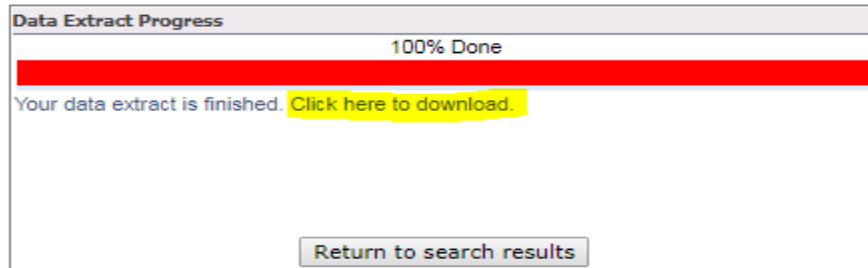 Data Extract Progress
100% Done
Your data extract is finished. Click here to download.
Return to search results